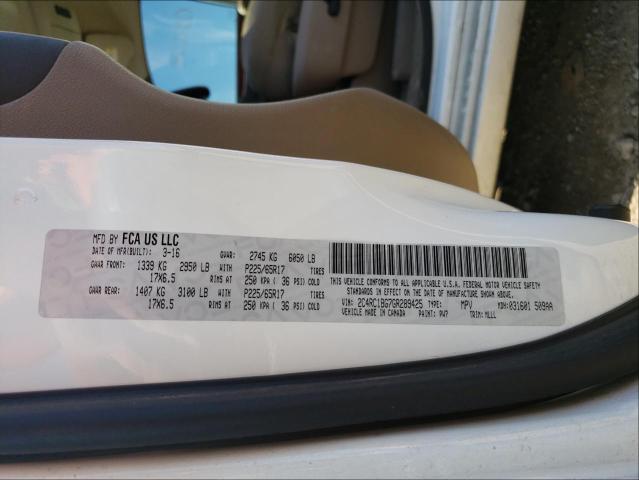 MFD BY FCA US LLC
DATE OF MFR(BUILT): 3-16 GVWR: 2745 KG 6050 LB
GAWR FRONT: 1339 KG 2950 LB WITH P225/65R17 TIRES
17X6.5 RIMS AT 250 KPA ( 36 PSI) COLD
GAWR REAR: 1407 KG 3100 LB WITH P225/65R17 TIRES
17X6.5 RIMS AT 250 KPA ( 36 PSI) COLD
THIS VEHICLE CONFORMS TO ALL APPLICABLE U.S.A. FEDERAL MOTOR VEHICLE SAFETY
STANDARDS IN EFFECT ON THE DATE OF MANUFACTURE SHOWN ABOVE.
VIN: 2C4RC1BG7GR289425 TYPE: MPV MDH:031601 509AA
VEHICLE MADE IN CANADA PAINT: PW7 TRIM: MLLL